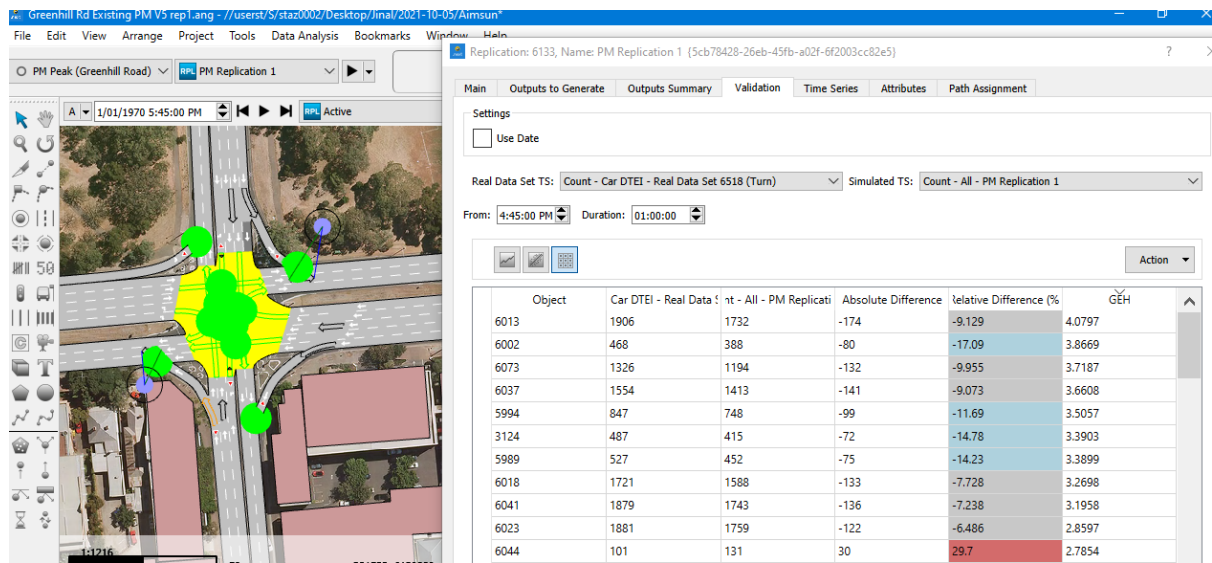 Greenhill Rd Existing PM V5 rep1.ang - //userst/S/staz0002/Desktop/Jinal/2021-10-05/Aimsun*
File Edit View Arrange Project Tools Data Analysis Bookmarks Window Help
Replication: 6133, Name: PM Replication 1 {5cb78428-26eb-45fb-a02f-6f2003cc82e5}
PM Peak (Greenhill Road) RPL PM Replication 1
Main Outputs to Generate Outputs Summary Validation Time Series Attributes Path Assignment
A 1/01/1970 5:45:00 PM RPL Active
Settings
Use Date
Real Data Set TS: Count - Car DTEI - Real Data Set 6518 (Turn) Simulated TS: Count - All - PM Replication 1
From: 4:45:00 PM Duration: 01:00:00
50
Action
Object Car DTEI - Real Data S nt - All - PM Replicati Absolute Difference Relative Difference (% GEH
6013 1906 1732 -174 -9.129 4.0797
6002 468 388 -80 -17.09 3.8669
6073 1326 1194 -132 -9.955 3.7187
6037 1554 1413 -141 -9.073 3.6608
5994 847 748 -99 -11.69 3.5057
3124 487 415 -72 -14.78 3.3903
5989 527 452 -75 -14.23 3.3899
6018 1721 1588 -133 -7.728 3.2698
6041 1879 1743 -136 -7.238 3.1958
6023 1881 1759 -122 -6.486 2.8597
6044 101 131 30 29.7 2.7854
1:1216